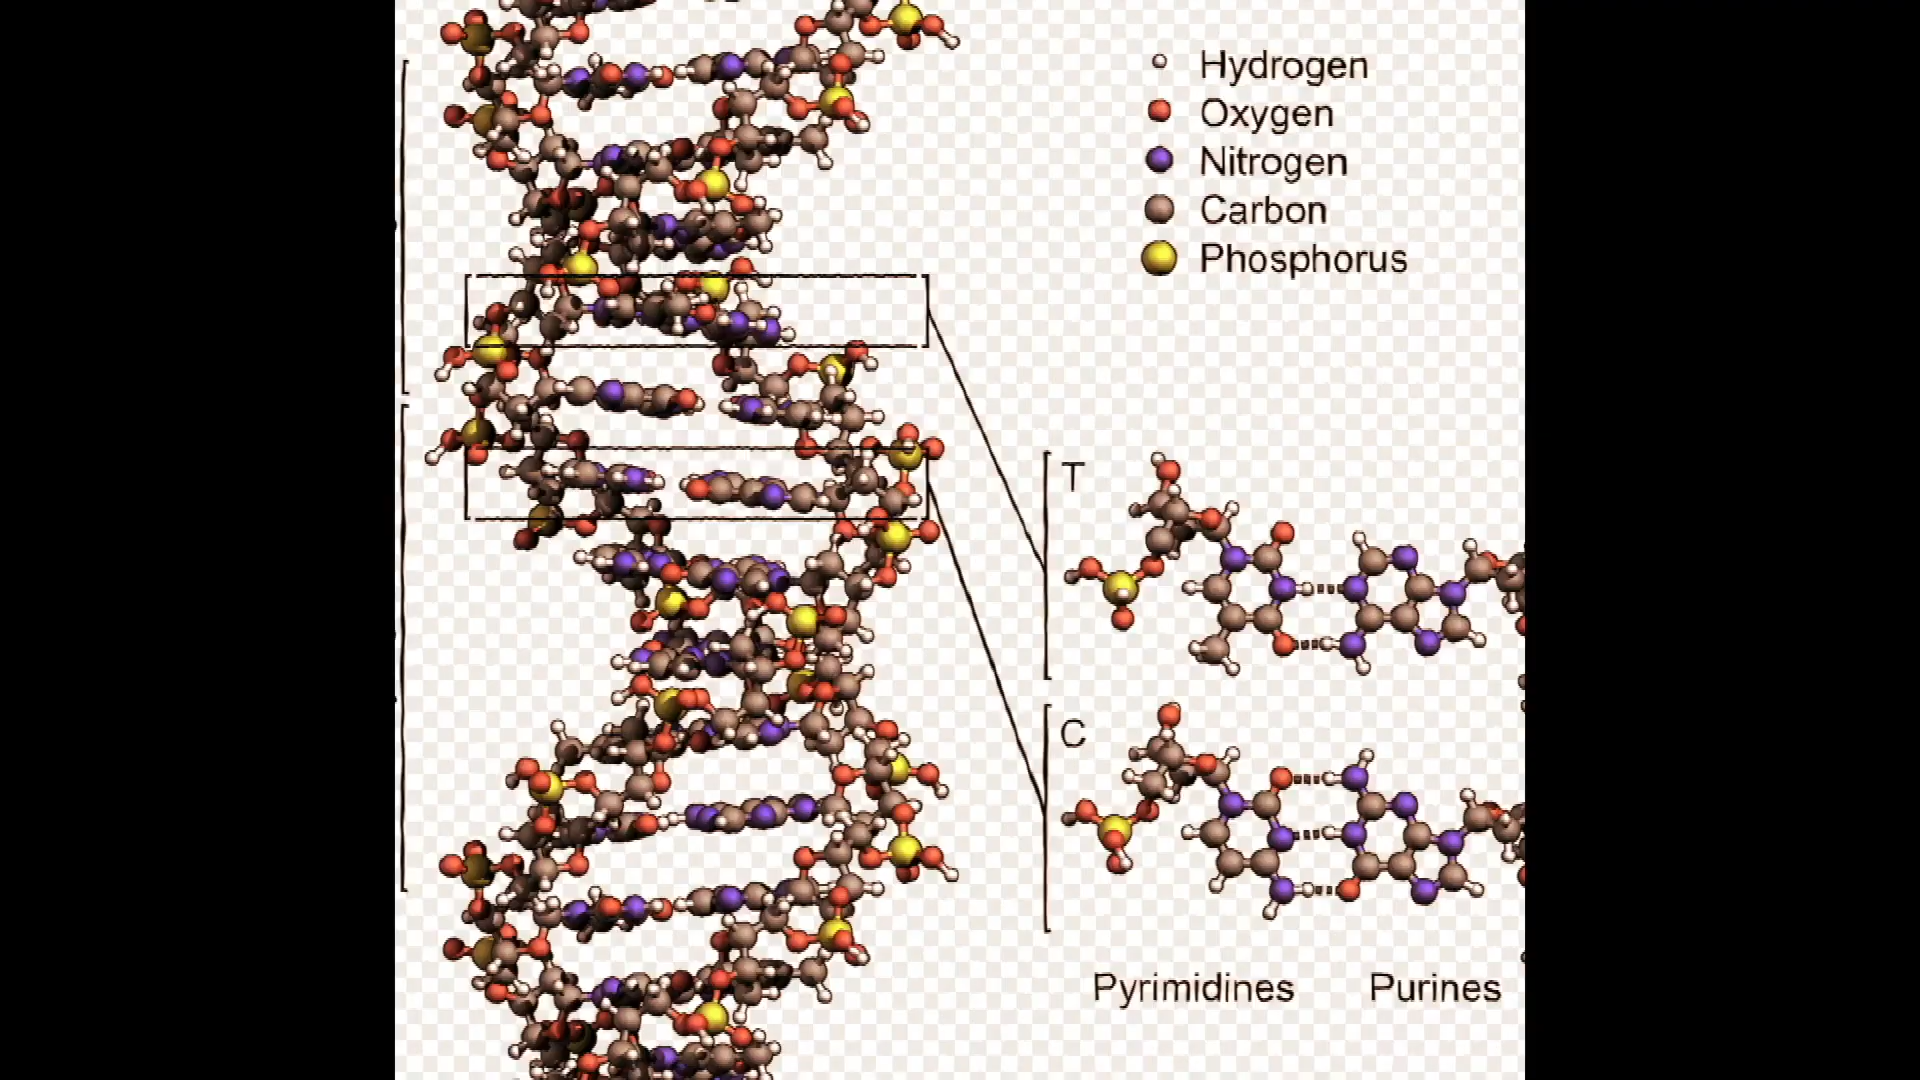 Hydrogen
Oxygen
Nitrogen
Carbon
Phosphorus
T
C
Pyrimidines
Purines